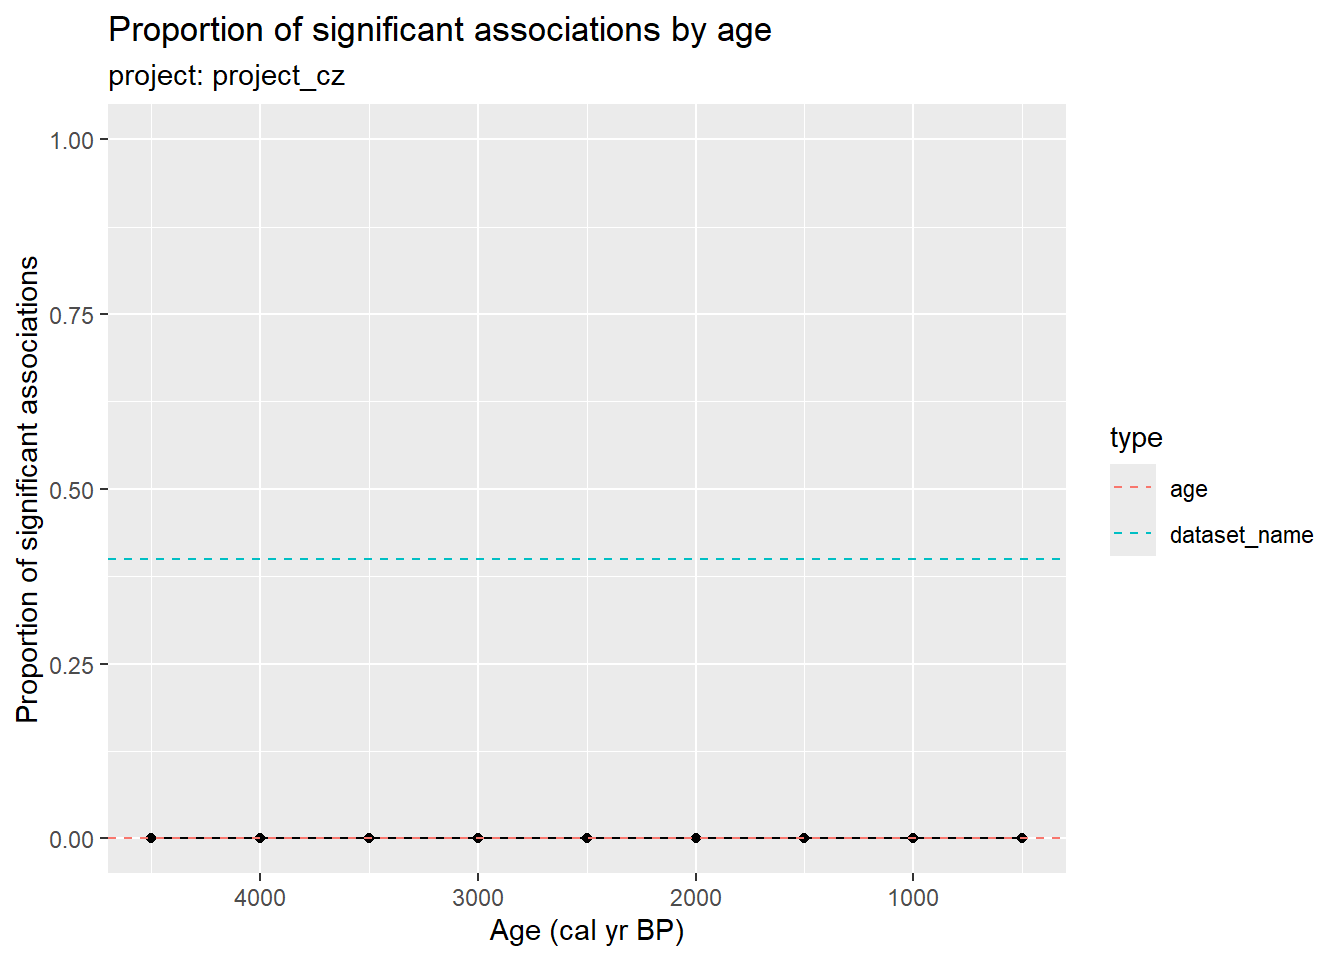 Proportion of significant associations by age
project: project_cz
Proportion of significant associations
1.00
0.75
0.50
0.25
0.00
4000
3000
2000
1000
Age (cal yr BP)
type
age
dataset_name